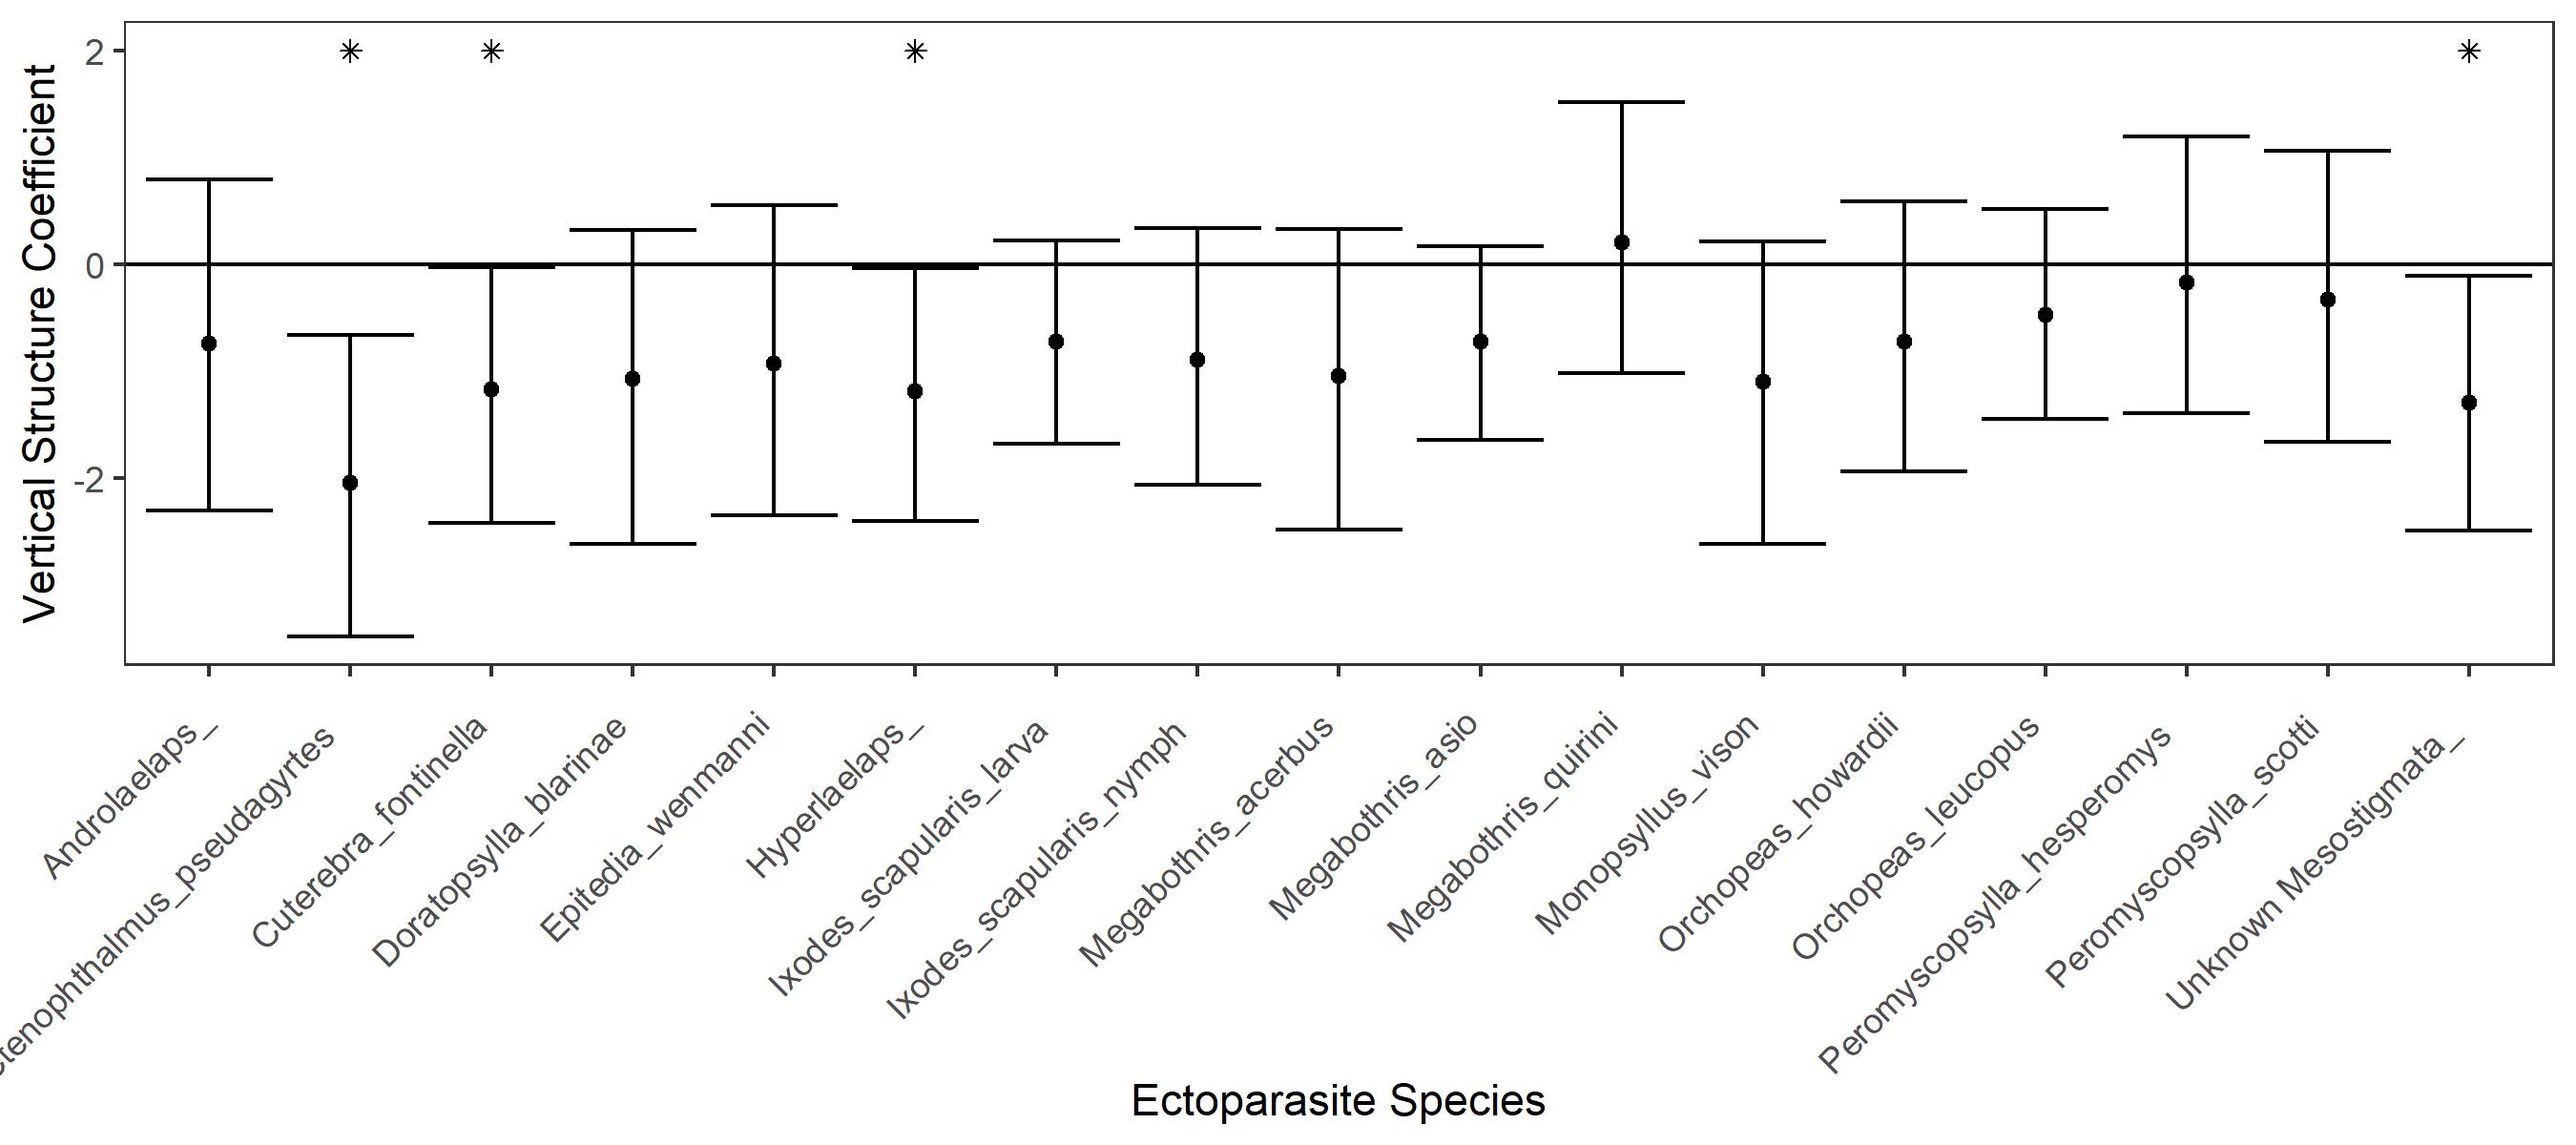 Vertical Structure Coefficient
2
0
-2
Androlaelaps_
tenophthalmus_pseudagyrtes
Cuterebra_fontinella
Doratopsylla_blarinae
Epitedia_wenmanni
Hyperlaelaps_
Ixodes_scapularis_larva
Ixodes_scapularis_nymph
Megabothris_acerbus
Megabothris_asio
Megabothris_quirini
Monopsyllus_vison
Orchopeas_howardii
Orchopeas_leucopus
Peromyscopsylla_hesperomys
Peromyscopsylla_scotti
Unknown Mesostigmata_
Ectoparasite Species